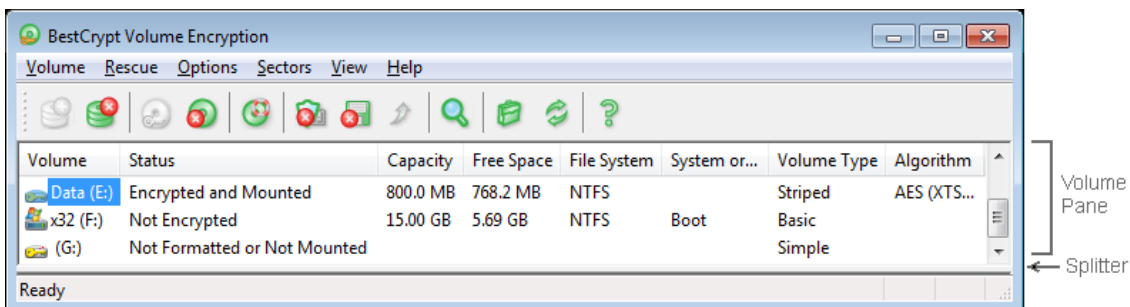 BestCrypt Volume Encryption
Volume Rescue Options Sectors View Help
Volume Status Capacity Free Space File System System or... Volume Type Algorithm
Data (E:) Encrypted and Mounted 800.0 MB 768.2 MB NTFS Striped AES (XTS...
x32 (F:) Not Encrypted 15.00 GB 5.69 GB NTFS Boot Basic
(G:) Not Formatted or Not Mounted Simple
Ready
Volume
Pane
Splitter